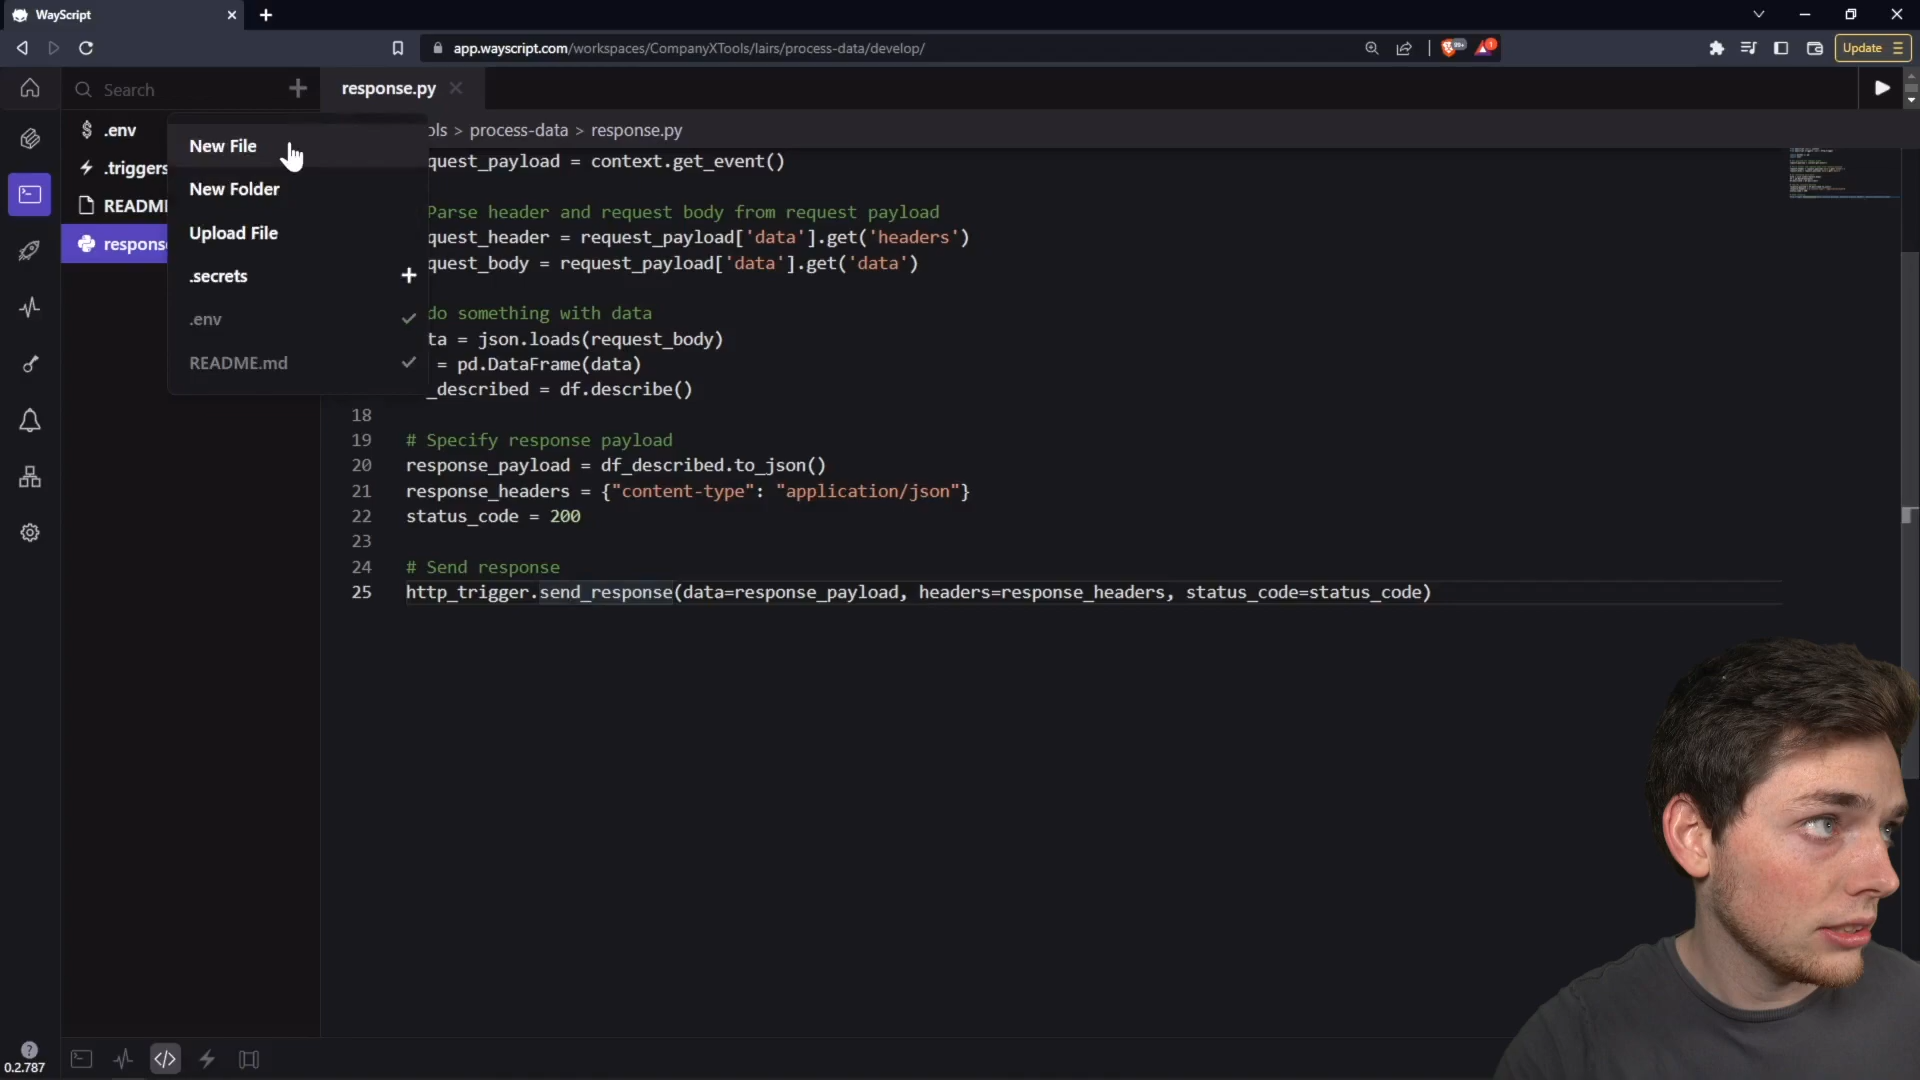 WayScript
app.wayscript.com/workspaces/CompanyXTools/lairs/process-data/develop/
99+
1
Update
Search
response.py
.env
.triggers
README
respons
New File
New Folder
Upload File
.secrets
.env
README.md
ols > process-data > response.py
quest_payload = context.get_event()
Parse header and request body from request payload
quest_header = request_payload['data'].get('headers')
quest_body = request_payload['data'].get('data')
do something with data
ta = json.loads(request_body)
= pd.DataFrame(data)
_described = df.describe()
18
19 # Specify response payload
20 response_payload = df_described.to_json()
21 response_headers = {"content-type": "application/json"}
22 status_code = 200
23
24 # Send response
25 http_trigger.send_response(data=response_payload, headers=response_headers, status_code=status_code)
?
0.2.787